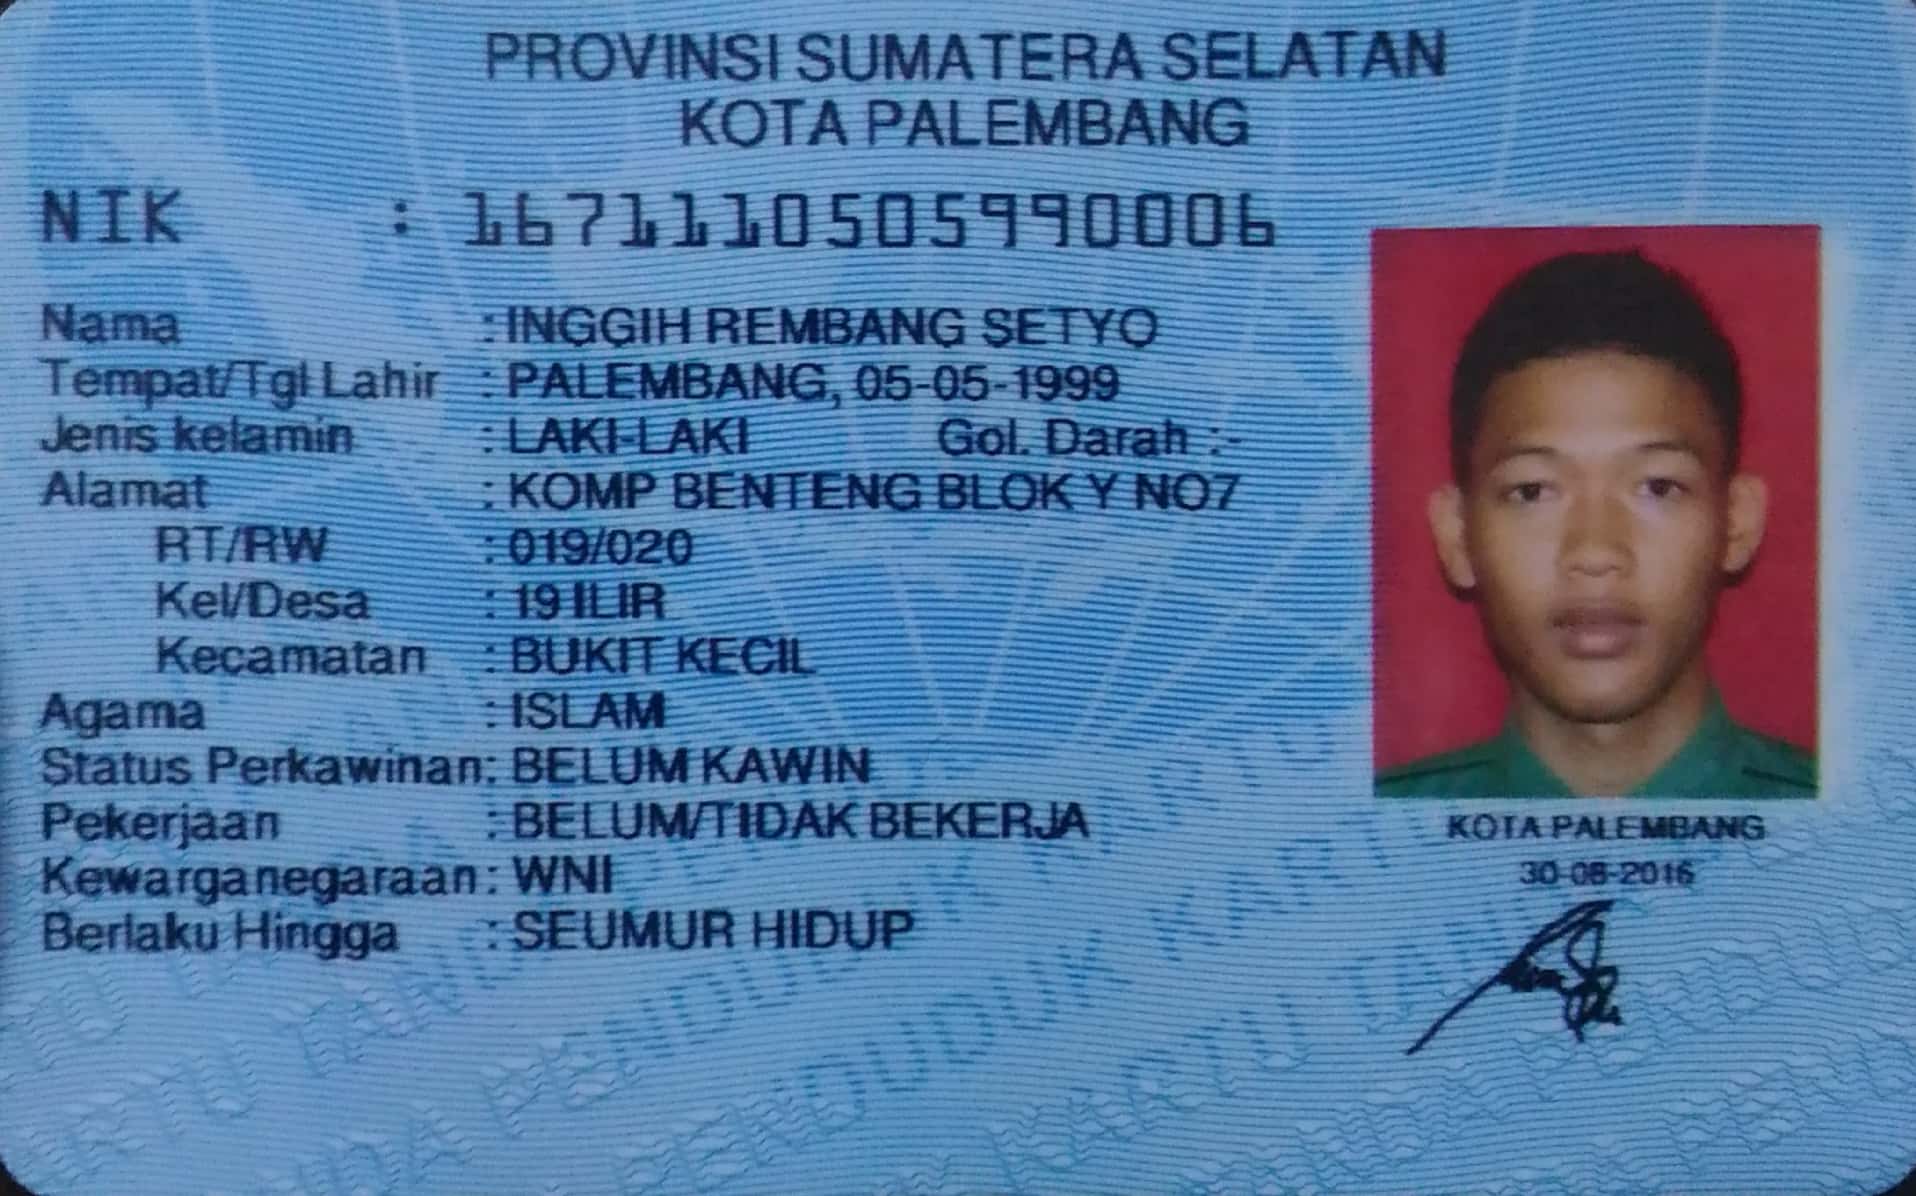 PROVINSI SUMATERA SELATAN
KOTA PALEMBANG
NIK : 1671110505990006
Nama : INGGIH REMBANG SETYO
Tempat/Tgl Lahir : PALEMBANG, 05-05-1999
Jenis kelamin : LAKI-LAKI Gol. Darah :-
Alamat : KOMP BENTENG BLOK Y NO7
RT/RW : 019/020
Kel/Desa : 19 ILIR
Kecamatan : BUKIT KECIL
Agama : ISLAM
Status Perkawinan: BELUM KAWIN
Pekerjaan : BELUM/TIDAK BEKERJA
Kewarganegaraan: WNI
Berlaku Hingga : SEUMUR HIDUP
KOTA PALEMBANG
30-08-2016